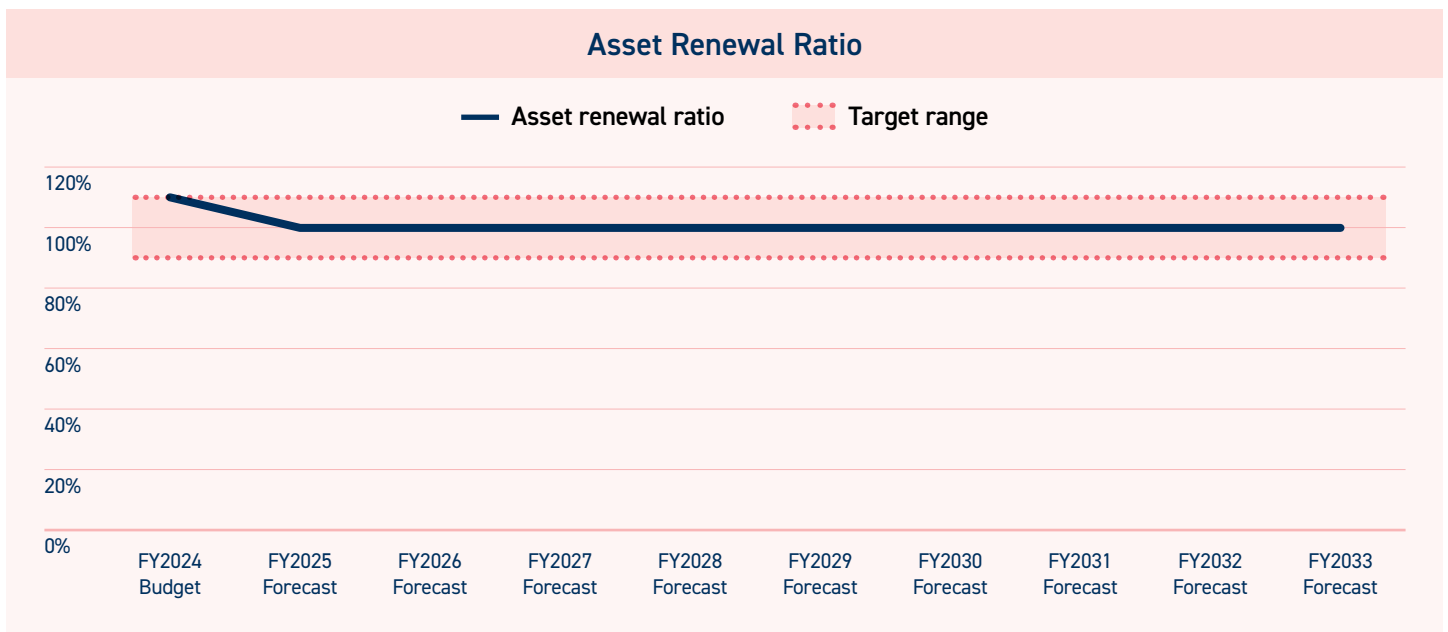 Asset Renewal Ratio
Asset renewal ratio
Target range
120%
100%
80%
60%
40%
20%
0%
FY2024 FY2025 FY2026 FY2027 FY2028 FY2029 FY2030 FY2031 FY2032 FY2033
Budget Forecast Forecast Forecast Forecast Forecast Forecast Forecast Forecast Forecast